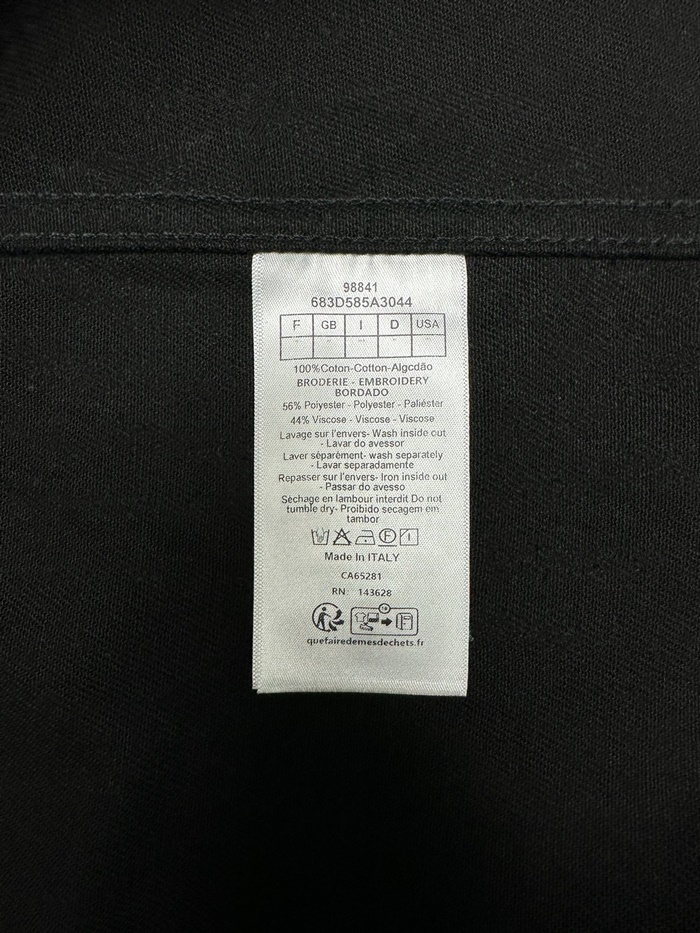 98841
683D585A3044
F GB I D USA
- - - - -
100%Coton-Cotton-Algcdão
BRODERIE - EMBROIDERY
BORDADO
56% Polyester - Polyester - Paliéster
44% Viscose - Viscose - Viscose
Lavage sur l'envers- Wash inside out
- Lavar do avessor
Laver séparément- wash separately
- Lavar separadamente
Repasser sur l'envers- Iron inside out
- Passar do avesso
Séchage en lambour interdit Do not
tumble dry- Proibido secagem em
tambor
Made In ITALY
CA65281
RN: 143628
quefairedemesdechets.fr